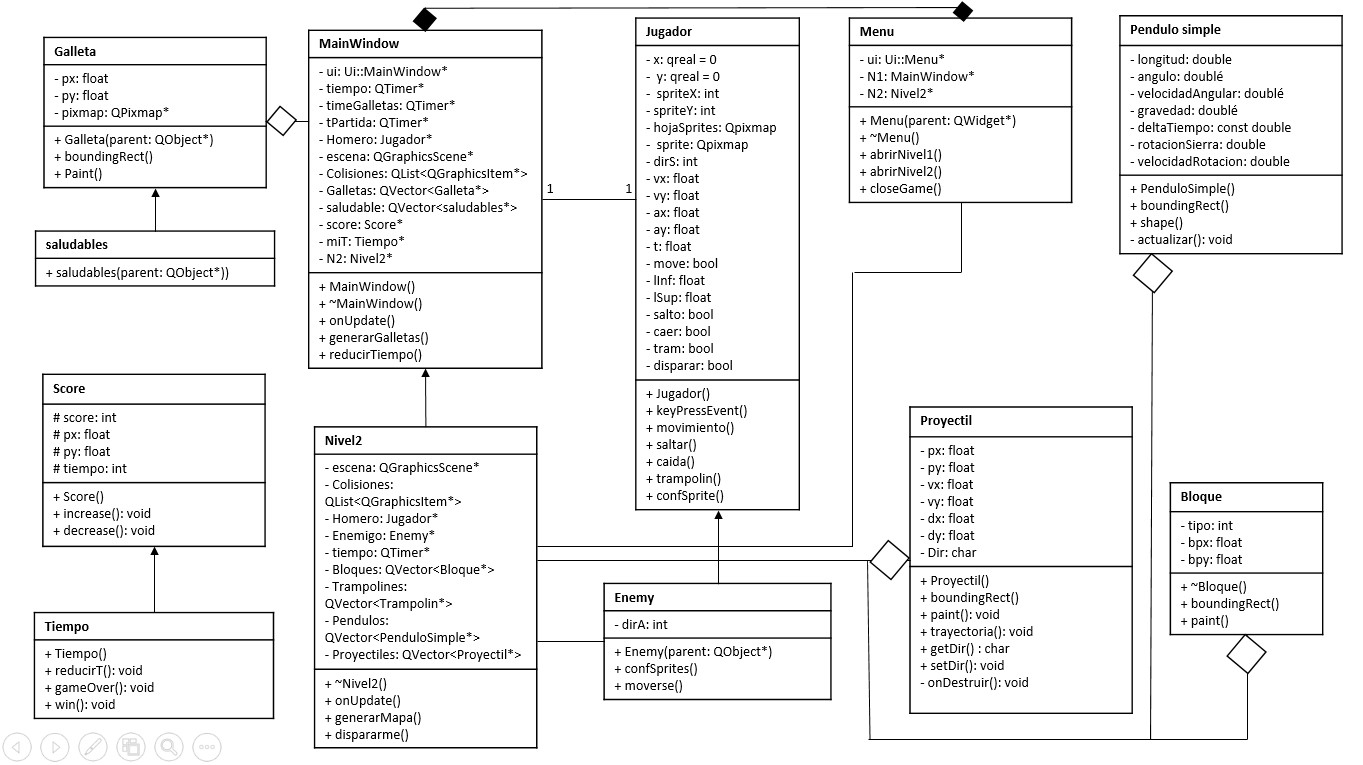 Galleta
- px: float
- py: float
- pixmap: QPixmap*
+ Galleta(parent: QObject*)
+ boundingRect()
+ Paint()
saludables
+ saludables(parent: QObject*))
Score
# score: int
# px: float
# py: float
# tiempo: int
+ Score()
+ increase(): void
+ decrease(): void
Tiempo
+ Tiempo()
+ reducirT(): void
+ gameOver(): void
+ win(): void
MainWindow
- ui: Ui::MainWindow*
- tiempo: QTimer*
- timeGalletas: QTimer*
- tPartida: QTimer*
- Homero: Jugador*
- escena: QGraphicsScene*
- Colisiones: QList<QGraphicsItem*>
- Galletas: QVector<Galleta*>
- saludable: QVector<saludables*>
- score: Score*
- miT: Tiempo*
- N2: Nivel2*
+ MainWindow()
+ ~MainWindow()
+ onUpdate()
+ generarGalletas()
+ reducirTiempo()
1
1
Nivel2
- escena: QGraphicsScene*
- Colisiones:
QList<QGraphicsItem*>
- Homero: Jugador*
- Enemigo: Enemy*
- tiempo: QTimer*
- Bloques: QVector<Bloque*>
- Trampolines:
QVector<Trampolin*>
- Pendulos:
QVector<PenduloSimple*>
- Proyectiles: QVector<Proyectil*>
+ ~Nivel2()
+ onUpdate()
+ generarMapa()
+ dispararme()
Jugador
- x: qreal = 0
- y: qreal = 0
- spriteX: int
- spriteY: int
- hojaSprites: Qpixmap
- sprite: Qpixmap
- dirS: int
- vx: float
- vy: float
- ax: float
- ay: float
- t: float
- move: bool
- lInf: float
- lSup: float
- salto: bool
- caer: bool
- tram: bool
- disparar: bool
+ Jugador()
+ keyPressEvent()
+ movimiento()
+ saltar()
+ caida()
+ trampolin()
+ confSprite()
Enemy
- dirA: int
+ Enemy(parent: QObject*)
+ confSprites()
+ moverse()
Menu
- ui: Ui::Menu*
- N1: MainWindow*
- N2: Nivel2*
+ Menu(parent: QWidget*)
+ ~Menu()
+ abrirNivel1()
+ abrirNivel2()
+ closeGame()
Proyectil
- px: float
- py: float
- vx: float
- vy: float
- dx: float
- dy: float
- Dir: char
+ Proyectil()
+ boundingRect()
+ paint(): void
+ trayectoria(): void
+ getDir() : char
+ setDir(): void
- onDestruir(): void
Pendulo simple
- longitud: double
- angulo: doublé
- velocidadAngular: doublé
- gravedad: doublé
- deltaTiempo: const double
- rotacionSierra: double
- velocidadRotacion: double
+ PenduloSimple()
+ boundingRect()
+ shape()
- actualizar(): void
Bloque
- tipo: int
- bpx: float
- bpy: float
+ ~Bloque()
+ boundingRect()
+ paint()